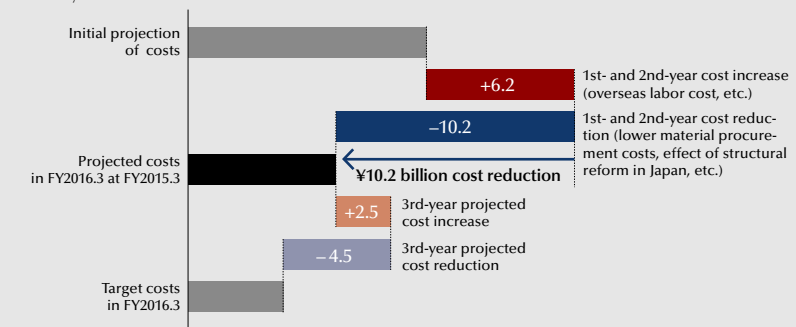 Initial projection
of costs
+6.2
1st- and 2nd-year cost increase
(overseas labor cost, etc.)
–10.2
1st- and 2nd-year cost reduc-
tion (lower material procure-
ment costs, effect of structural
reform in Japan, etc.)
Projected costs
in FY2016.3 at FY2015.3
¥10.2 billion cost reduction
+2.5
3rd-year projected
cost increase
–4.5
3rd-year projected
cost reduction
Target costs
in FY2016.3